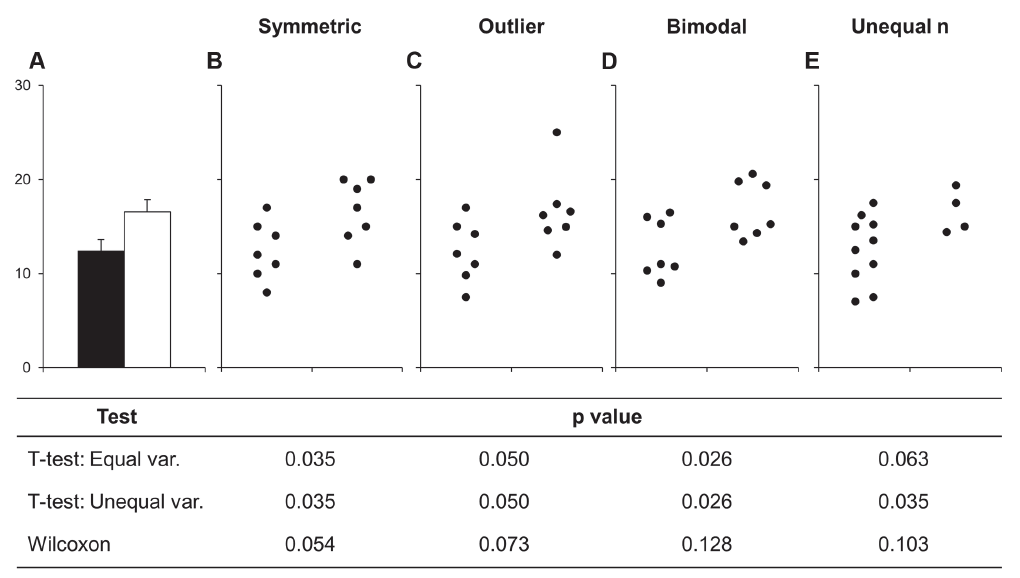 Symmetric Outlier Bimodal Unequal n
A B C D E
30
20
10
0
Test p value
T-test: Equal var. 0.035 0.050 0.026 0.063
T-test: Unequal var. 0.035 0.050 0.026 0.035
Wilcoxon 0.054 0.073 0.128 0.103